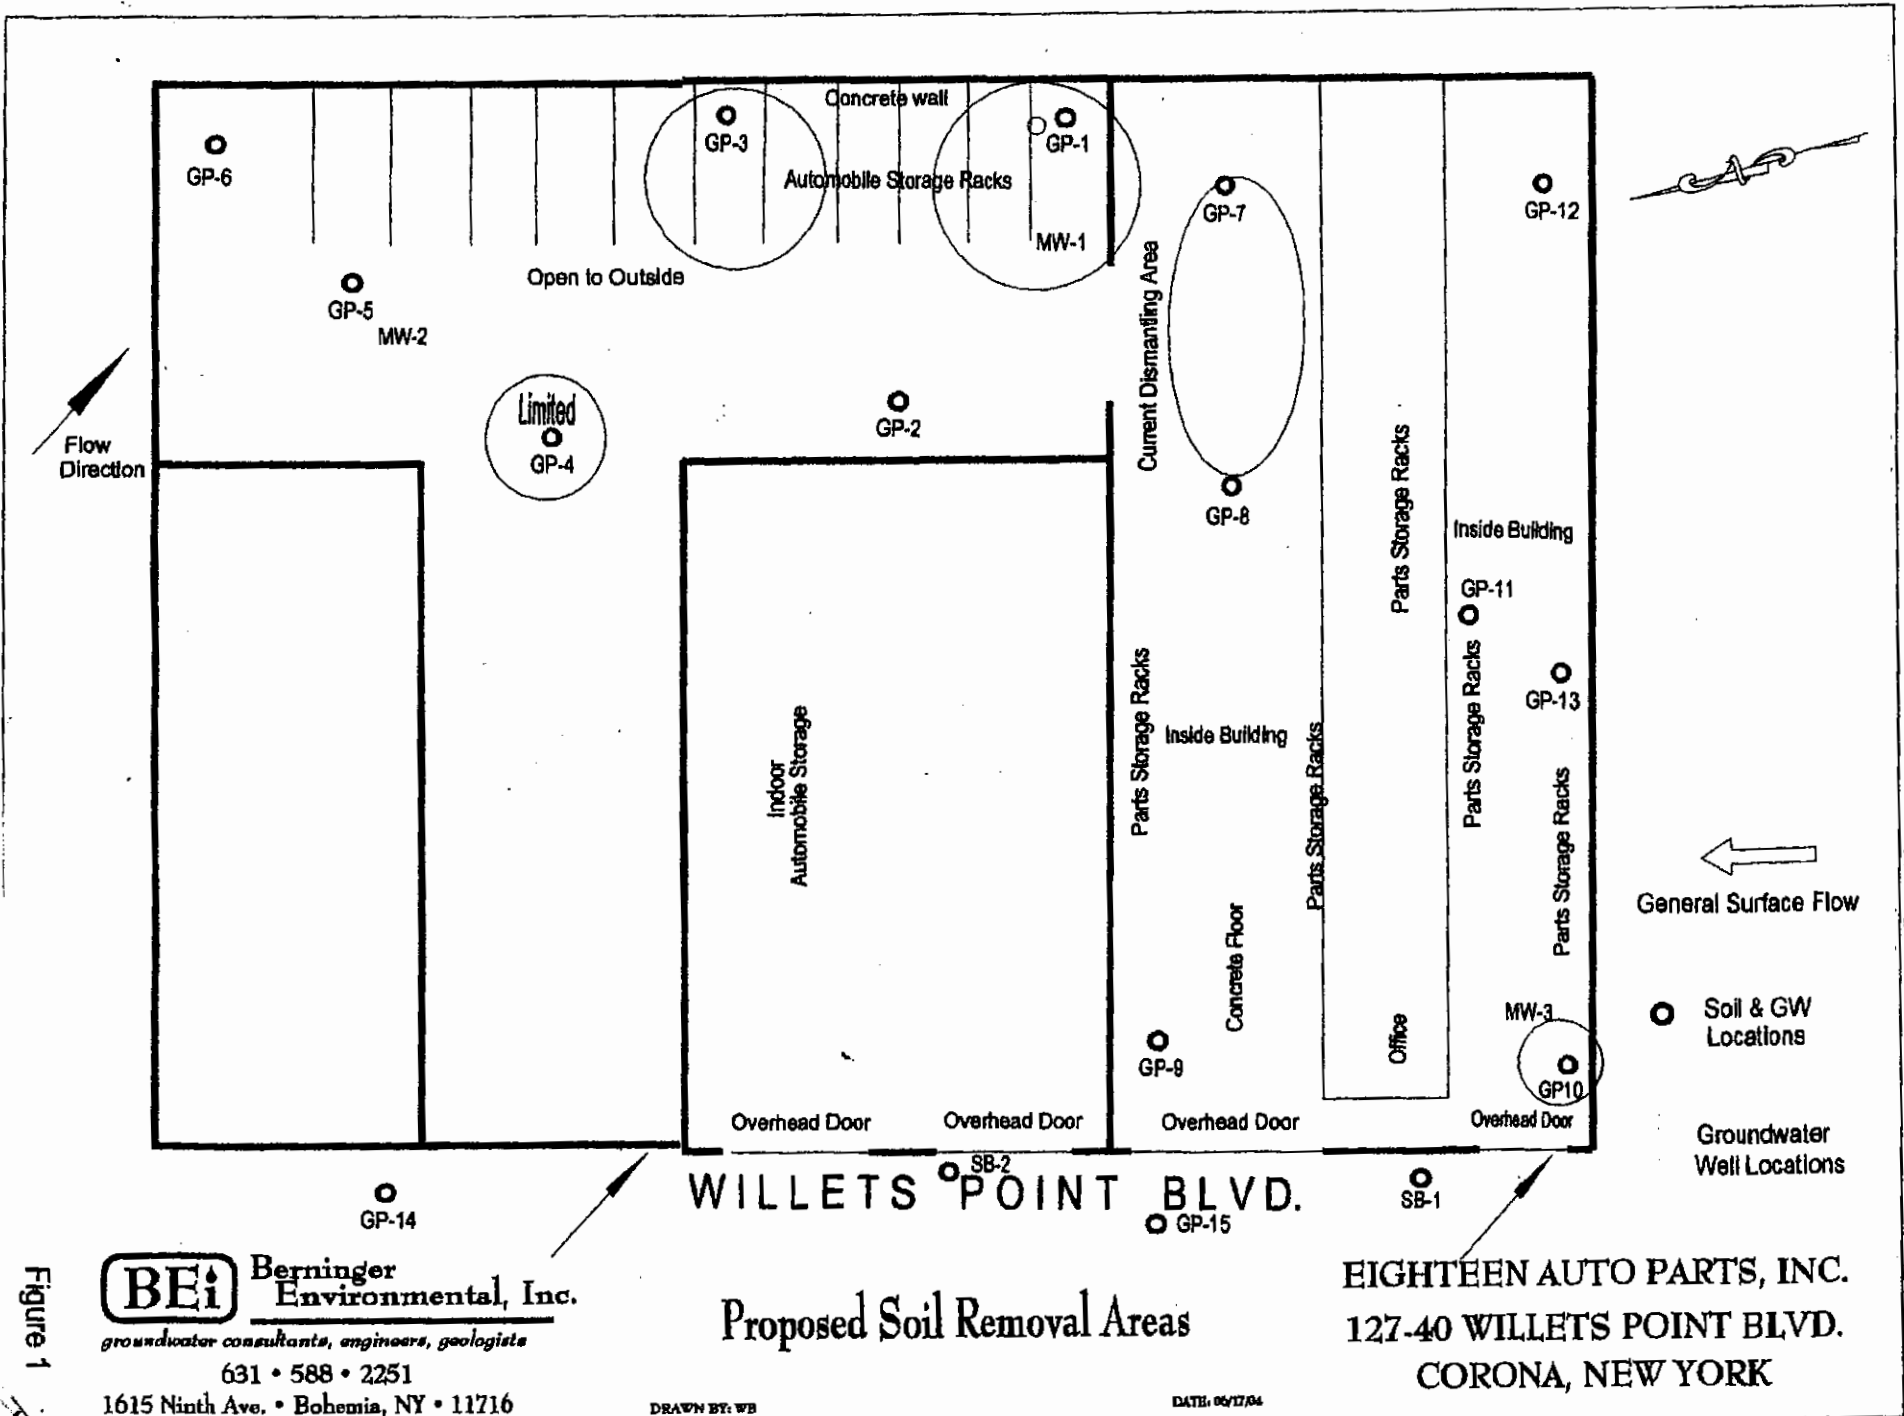 Concrete wall
GP-3
GP-1
GP-6
Automobile Storage Racks
GP-7
GP-12
MW-1
Open to Outside
GP-5
MW-2
Current Dismantling Area
Limited
GP-4
GP-2
Flow
Direction
GP-8
Parts Storage Racks
Inside Building
GP-11
GP-13
Parts Storage Racks
Parts Storage Racks
Inside Building
Parts Storage Racks
Parts Storage Racks
Indoor
Automobile Storage
General Surface Flow
Concrete Floor
Office
MW-3
Soil & GW
Locations
GP-9
GP10
Overhead Door
Overhead Door
Overhead Door
Overhead Door
Groundwater
Well Locations
SB-2
WILLETS POINT BLVD.
SB-1
GP-14
GP-15
Figure 1
BEi
Berninger
Environmental, Inc.
groundwater consultants, engineers, geologists
631 • 588 • 2251
1615 Ninth Ave. • Bohemia, NY • 11716
Proposed Soil Removal Areas
DRAWN BY: WB
DATE: 06/17/04
EIGHTEEN AUTO PARTS, INC.
127-40 WILLETS POINT BLVD.
CORONA, NEW YORK